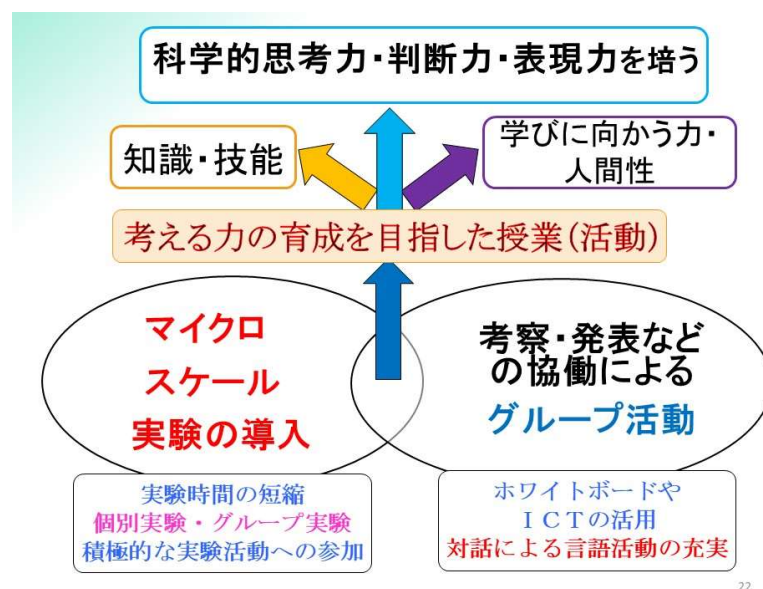 科学的思考力・判断力・表現力を培う
知識・技能
学びに向かう力・
人間性
考える力の育成を目指した授業(活動)
マイクロ
スケール
実験の導入
考察・発表など
の協働による
グループ活動
実験時間の短縮
個別実験・グループ実験
積極的な実験活動への参加
ホワイトボードや
ICTの活用
対話による言語活動の充実
22